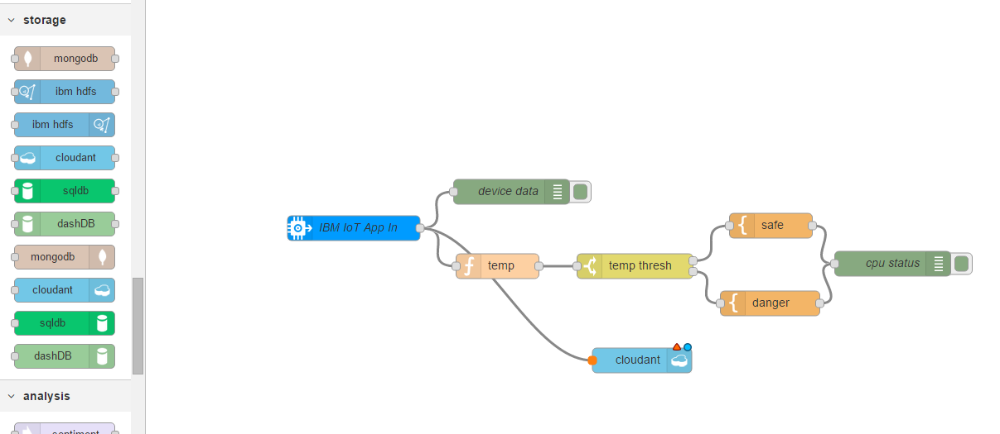 storage
mongodb
ibm hdfs
ibm hdfs
cloudant
sqldb
dashDB
mongodb
cloudant
sqldb
dashDB
analysis
sentiment
device data
IBM IoT App In
temp
temp thresh
safe
danger
cpu status
cloudant